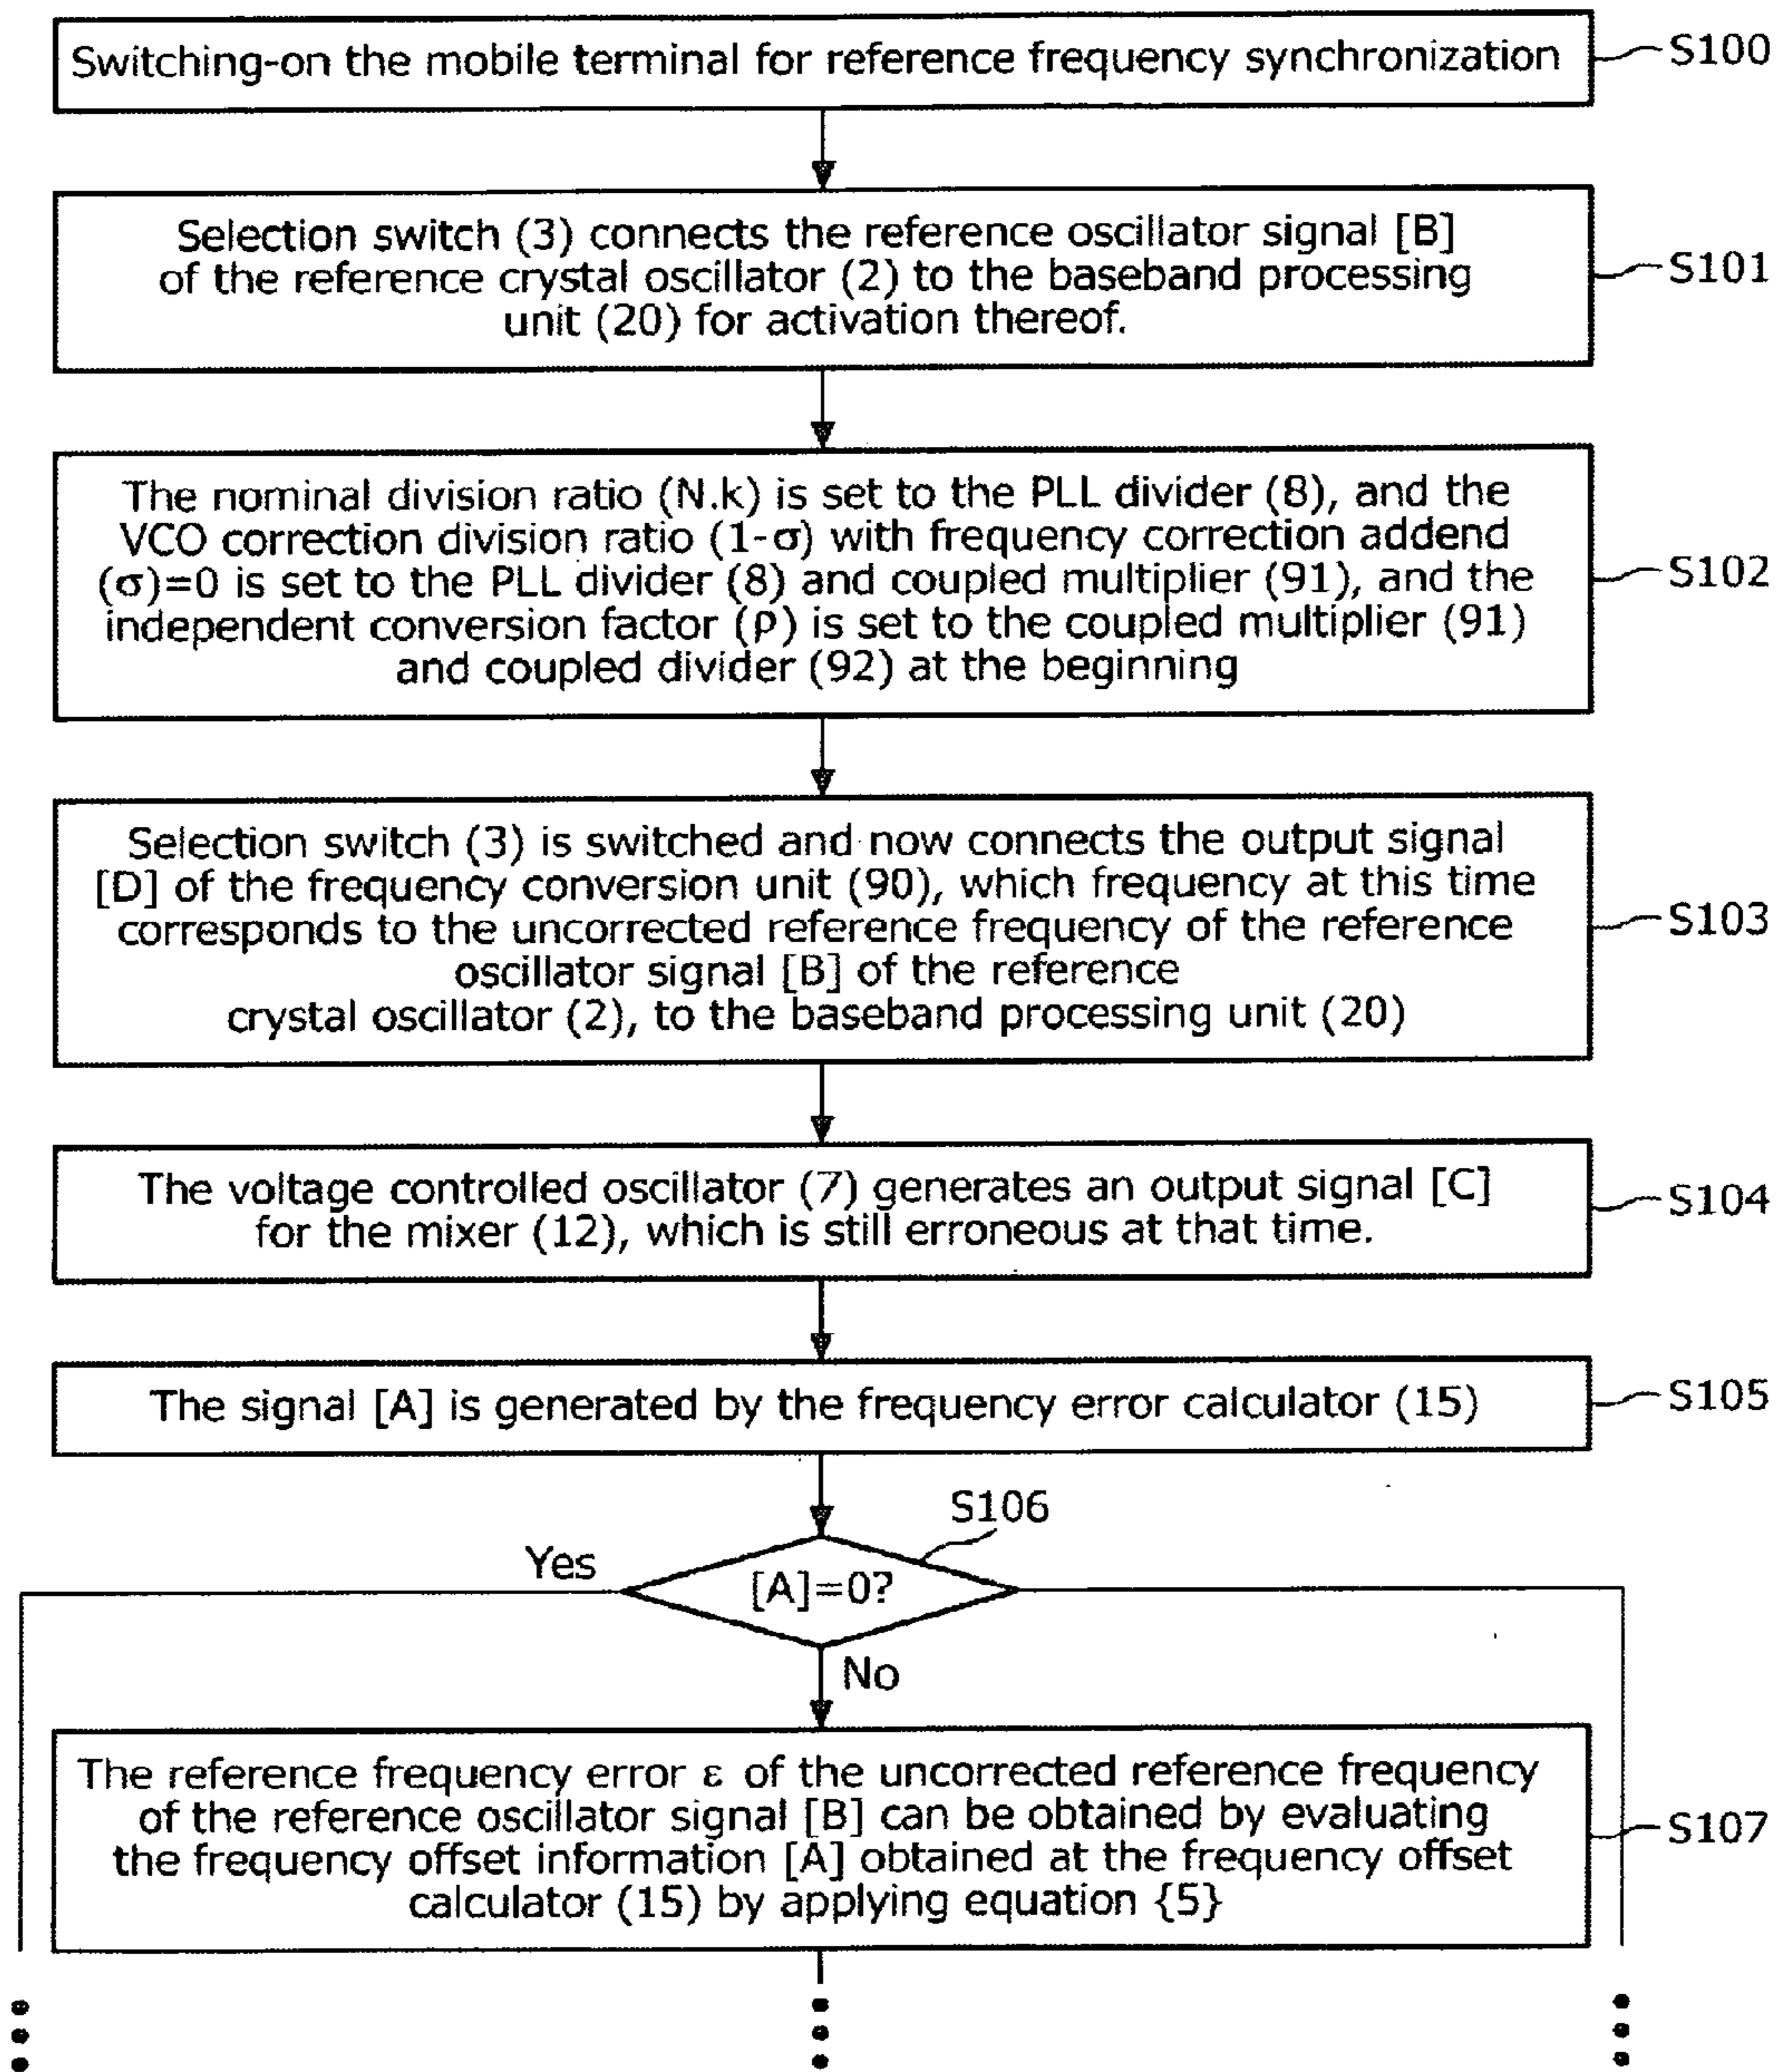 Switching-on the mobile terminal for reference frequency synchronization
S100
Selection switch (3) connects the reference oscillator signal [B]
of the reference crystal oscillator (2) to the baseband processing
unit (20) for activation thereof.
S101
The nominal division ratio (N.k) is set to the PLL divider (8), and the
VCO correction division ratio (1-σ) with frequency correction addend
(σ)=0 is set to the PLL divider (8) and coupled multiplier (91), and the
independent conversion factor (ρ) is set to the coupled multiplier (91)
and coupled divider (92) at the beginning
S102
Selection switch (3) is switched and now connects the output signal
[D] of the frequency conversion unit (90), which frequency at this time
corresponds to the uncorrected reference frequency of the reference
oscillator signal [B] of the reference
crystal oscillator (2), to the baseband processing unit (20)
S103
The voltage controlled oscillator (7) generates an output signal [C]
for the mixer (12), which is still erroneous at that time.
S104
The signal [A] is generated by the frequency error calculator (15)
S105
S106
Yes
[A]=0?
No
The reference frequency error ε of the uncorrected reference frequency
of the reference oscillator signal [B] can be obtained by evaluating
the frequency offset information [A] obtained at the frequency offset
calculator (15) by applying equation {5}
S107